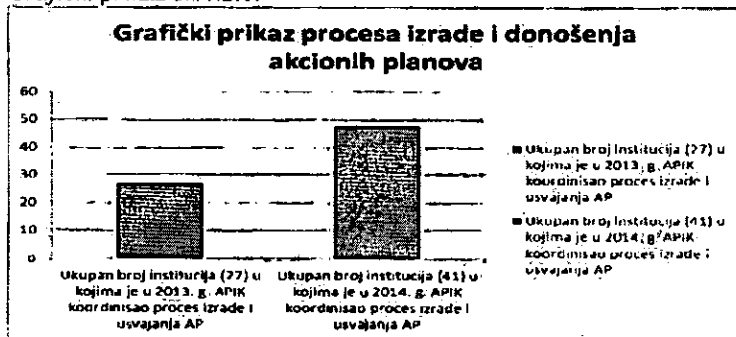 Grafički prikaz procesa izrade i donošenja
akcionih planova
60
50
40
30
20
10
0
Ukupan broj institucija (27) u
kojima je u 2013. g. APIK
koordinisao proces izrade i
usvajanja AP
Ukupan broj institucija (41) u
kojima je u 2014. g. APIK
koordinisao proces izrade i
usvajanja AP
Ukupan broj institucija (27) u
kojima je u 2013. g. APIK
koordinisao proces izrade i
usvajanja AP
Ukupan broj institucija (41) u
kojima je u 2014. g. APIK
koordinisao proces izrade i
usvajanja AP